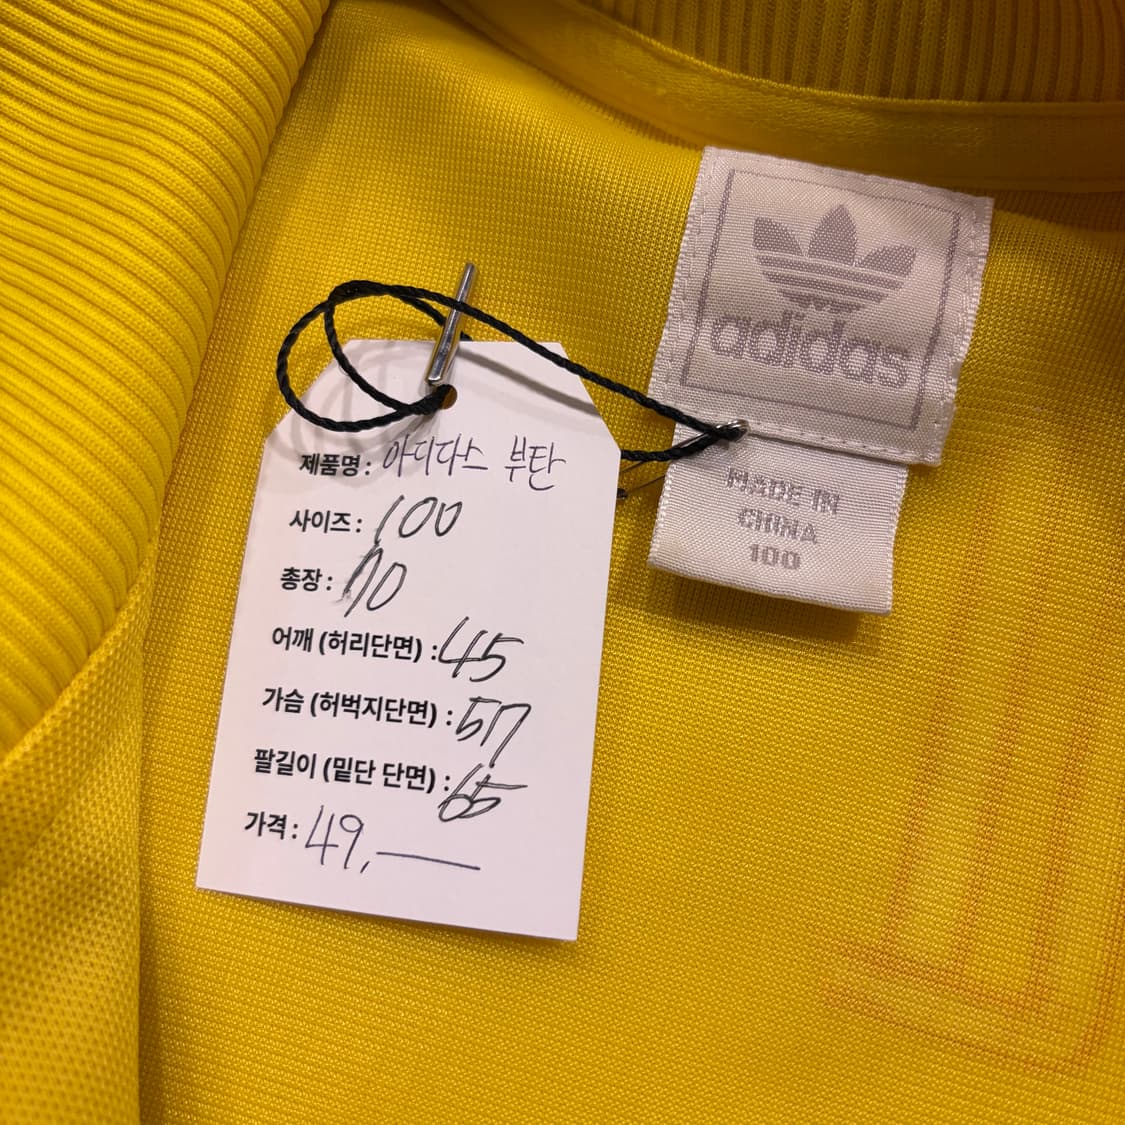 제품명 : 아디다스 부탄
사이즈 : 100
총장 : 70
어깨 (허리단면) : 45
가슴 (허벅지단면) : 57
팔길이 (밑단 단면) : 65
가격 : 49,—
adidas
MADE IN
CHINA
100